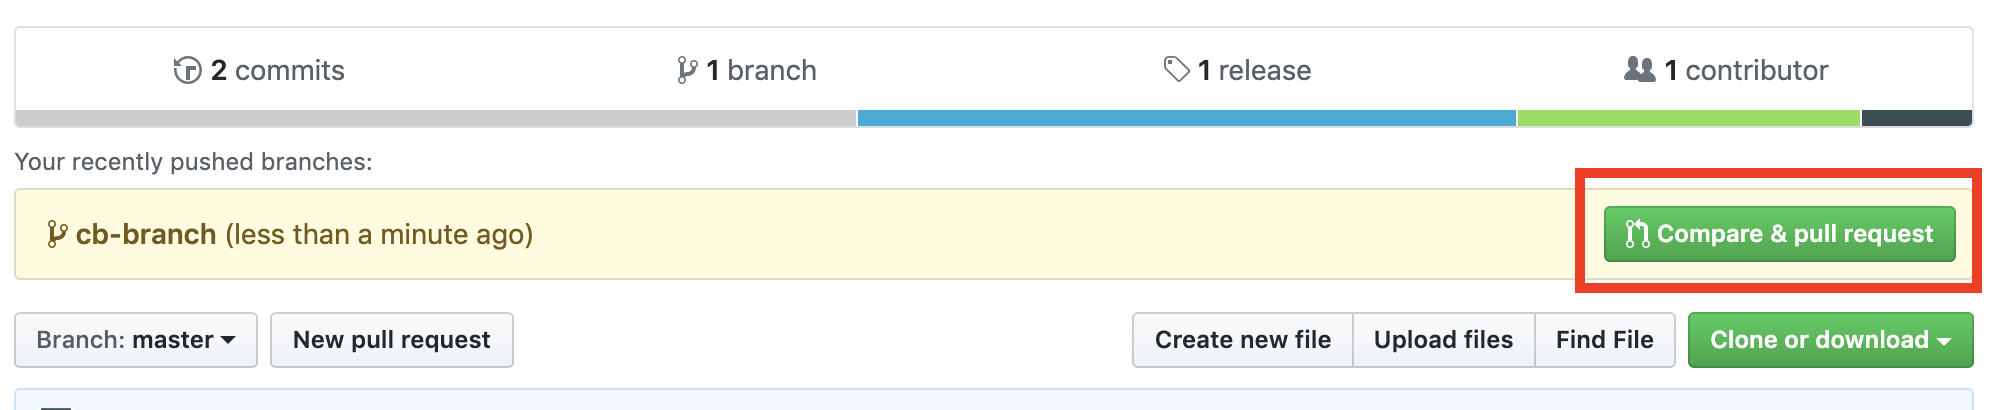 2 commits 1 branch 1 release 1 contributor
Your recently pushed branches:
cb-branch (less than a minute ago) Compare & pull request
Branch: master New pull request Create new file Upload files Find File Clone or download